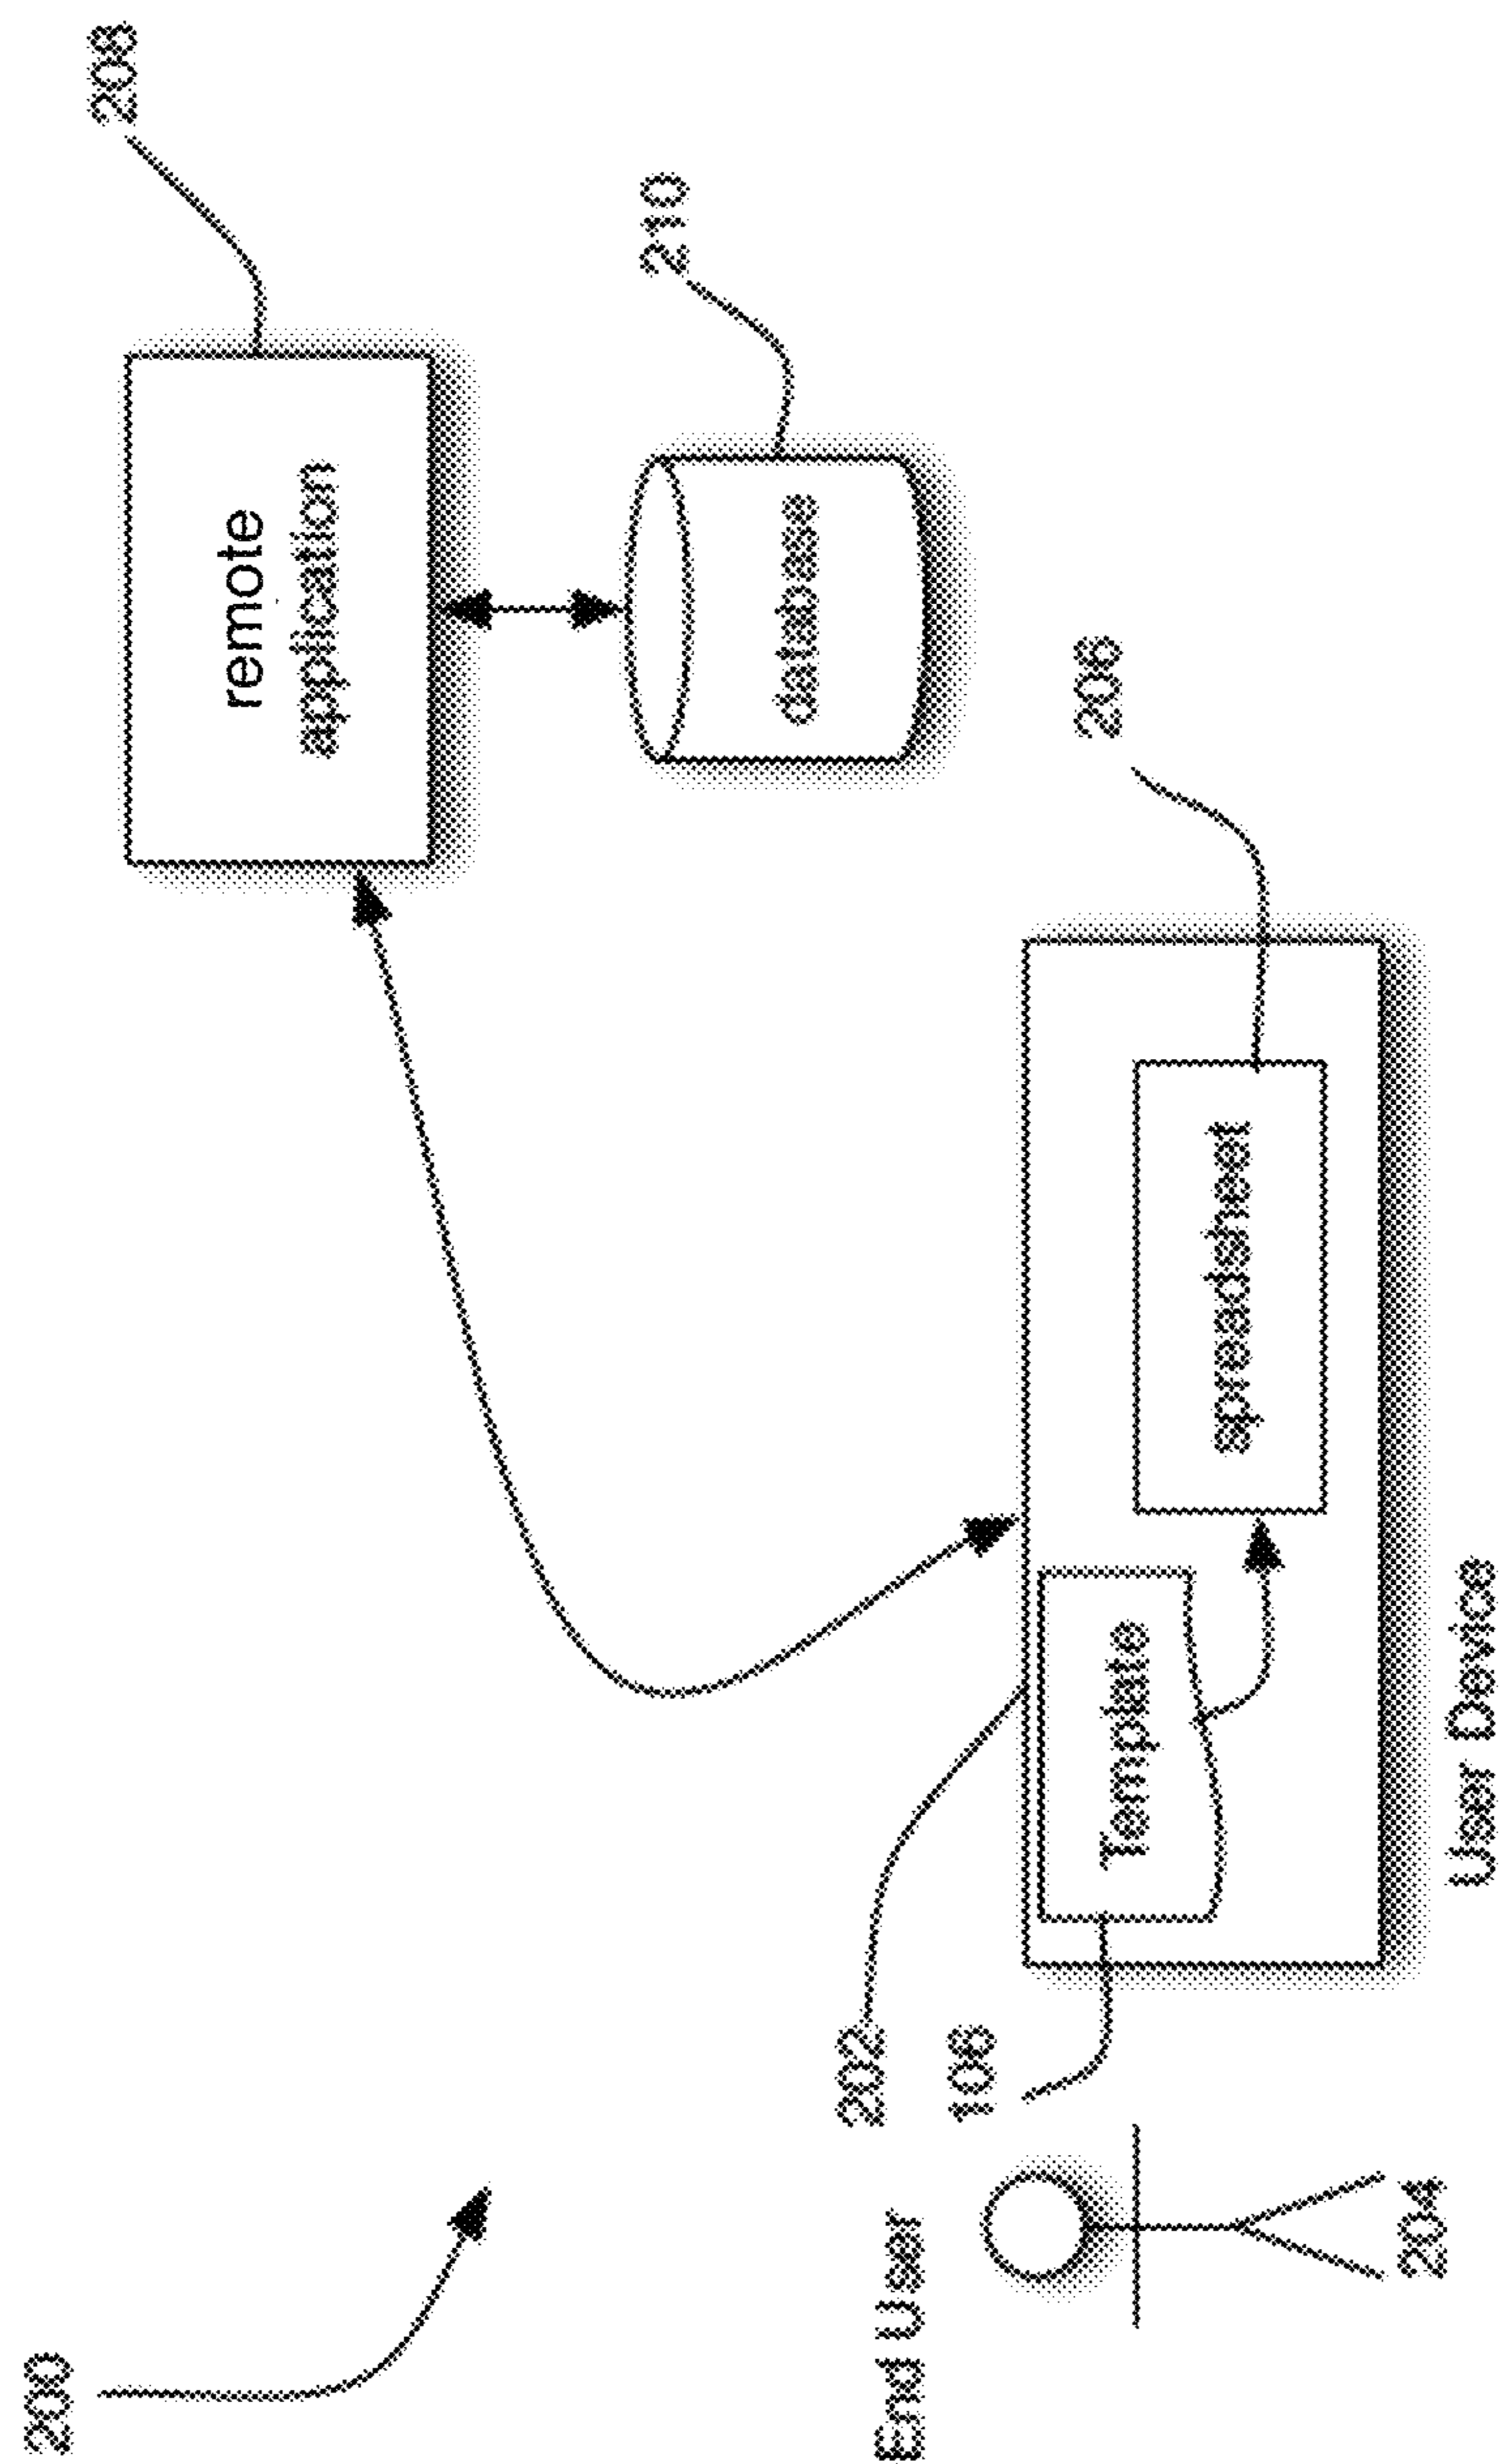 200
208
remote
application
210
database
206
202
106
End User
Template
spreadsheet
204
User Device